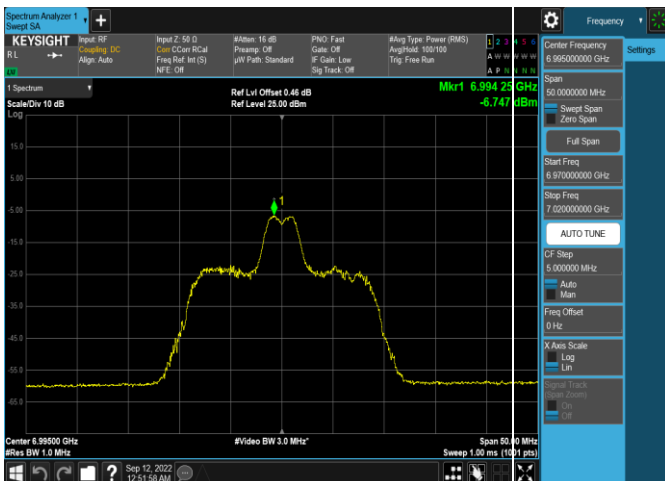 Spectrum Analyzer 1
Swept SA
+
Frequency
KEYSIGHT
RL
Input: RF
Coupling: DC
Align: Auto
Input Z: 50 Ω
Corr CCorr RCal
Freq Ref: Int (S)
NFE: Off
#Atten: 16 dB
Preamp: Off
µW Path: Standard
PNO: Fast
Gate: Off
IF Gain: Low
Sig Track: Off
#Avg Type: Power (RMS)
Avg|Hold: 100/100
Trig: Free Run
1 2 3 4 5 6
A W W W W W
A P N N N N
1 Spectrum
Scale/Div 10 dB
Log
Ref Lvl Offset 0.46 dB
Ref Level 25.00 dBm
Mkr1 6.994 25 GHz
-6.747 dBm
15.0
5.00
-5.00
-15.0
-25.0
-35.0
-45.0
-55.0
-65.0
1
Center 6.99500 GHz
#Res BW 1.0 MHz
#Video BW 3.0 MHz*
Span 50.00 MHz
Sweep 1.00 ms (1001 pts)
Center Frequency
6.995000000 GHz
Settings
Span
50.0000000 MHz
Swept Span
Zero Span
Full Span
Start Freq
6.970000000 GHz
Stop Freq
7.020000000 GHz
AUTO TUNE
CF Step
5.000000 MHz
Auto
Man
Freq Offset
0 Hz
X Axis Scale
Log
Lin
Signal Track
(Span Zoom)
On
Off
?
Sep 12, 2022
12:51:58 AM